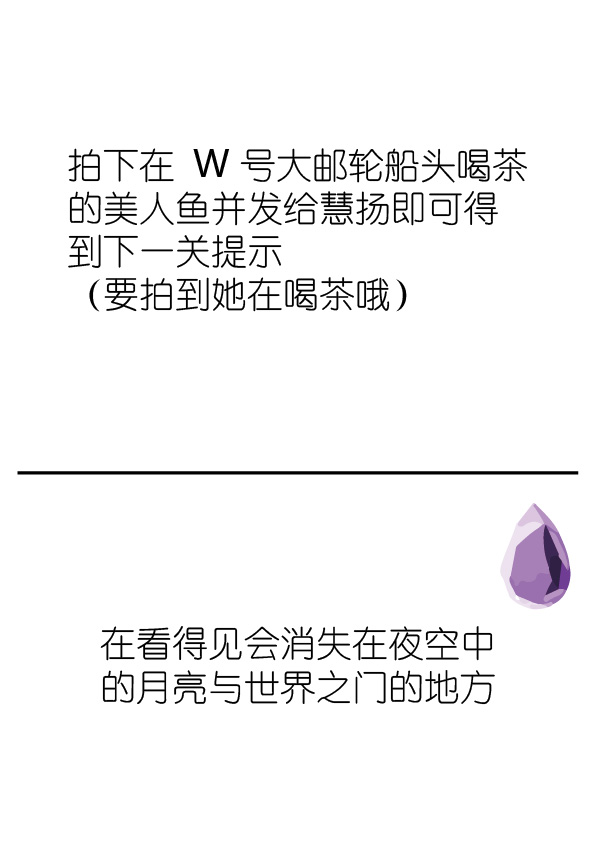 拍下在 W 号大邮轮船头喝茶
的美人鱼并发给慧扬即可得
到下一关提示
（要拍到她在喝茶哦）
在看得见会消失在夜空中
的月亮与世界之门的地方